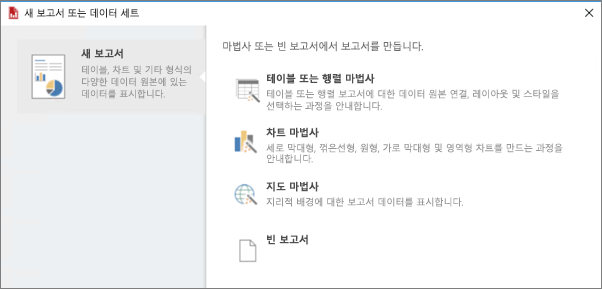 새 보고서 또는 데이터 세트
새 보고서
테이블, 차트 및 기타 형식의
다양한 데이터 원본에 있는
데이터를 표시합니다.
마법사 또는 빈 보고서에서 보고서를 만듭니다.
테이블 또는 행렬 마법사
테이블 또는 행렬 보고서에 대한 데이터 원본 연결, 레이아웃 및 스타일을
선택하는 과정을 안내합니다.
차트 마법사
세로 막대형, 꺾은선형, 원형, 가로 막대형 및 영역형 차트를 만드는 과정을
안내합니다.
지도 마법사
지리적 배경에 대한 보고서 데이터를 표시합니다.
빈 보고서